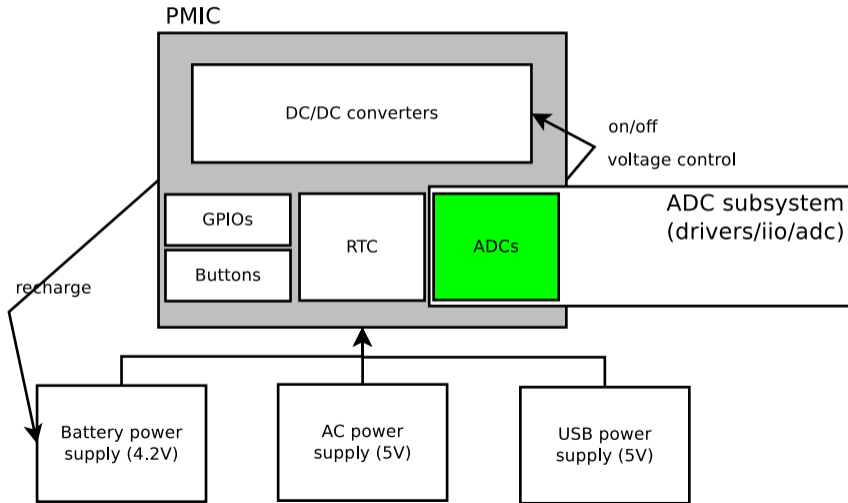 PMIC
DC/DC converters
on/off
voltage control
GPIOs
Buttons
RTC
ADCs
ADC subsystem
(drivers/iio/adc)
recharge
Battery power
supply (4.2V)
AC power
supply (5V)
USB power
supply (5V)